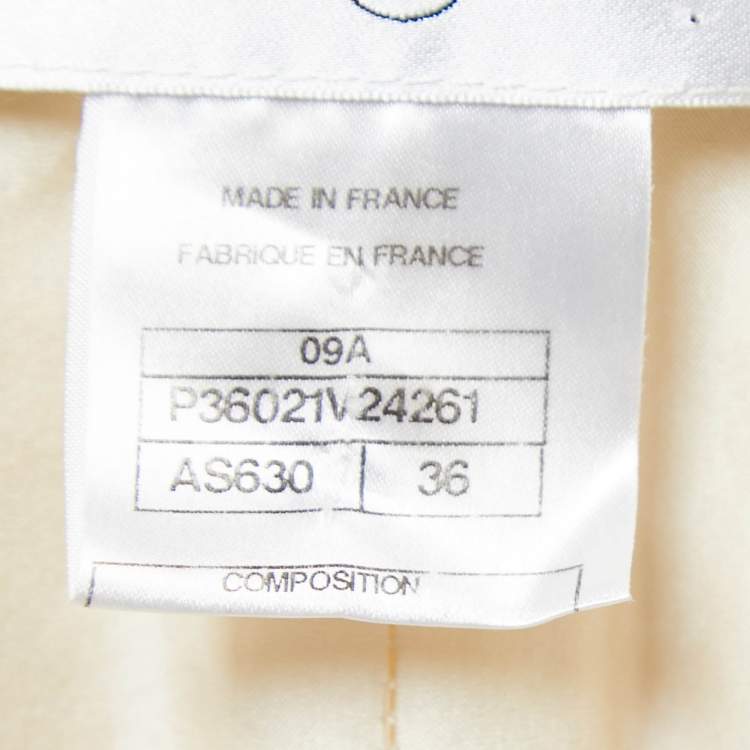 MADE IN FRANCE
FABRIQUE EN FRANCE
09A
P36021V24261
AS630 36
COMPOSITION